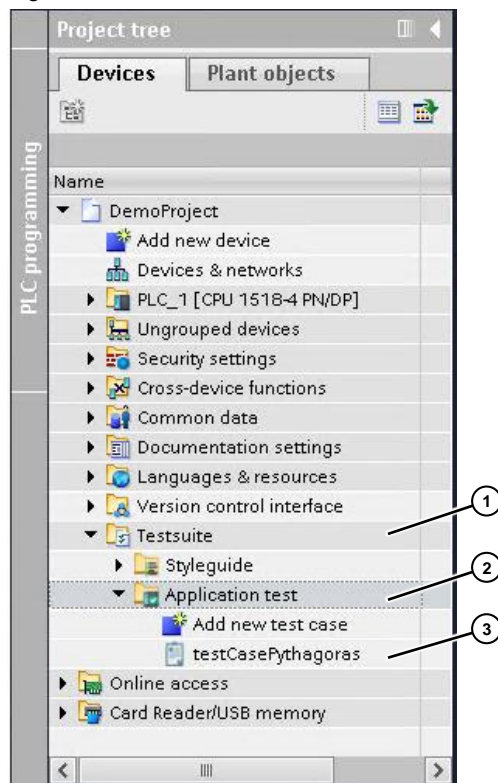 Project tree
Devices
Plant objects
PLC programming
Name
DemoProject
Add new device
Devices & networks
PLC_1 [CPU 1518-4 PN/DP]
Ungrouped devices
Security settings
Cross-device functions
Common data
Documentation settings
Languages & resources
Version control interface
1
Testsuite
Styleguide
2
Application test
Add new test case
3
testCasePythagoras
Online access
Card Reader/USB memory